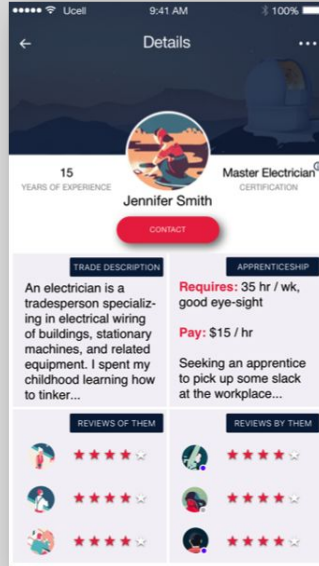 Ucell 9:41 AM 100%
Details
15
YEARS OF EXPERIENCE
Master Electrician
CERTIFICATION
Jennifer Smith
CONTACT
TRADE DESCRIPTION
An electrician is a
tradesperson specializ-
ing in electrical wiring
of buildings, stationary
machines, and related
equipment. I spent my
childhood learning how
to tinker...
APPRENTICESHIP
Requires: 35 hr / wk,
good eye-sight
Pay: $15 / hr
Seeking an apprentice
to pick up some slack
at the workplace...
REVIEWS OF THEM
REVIEWS BY THEM